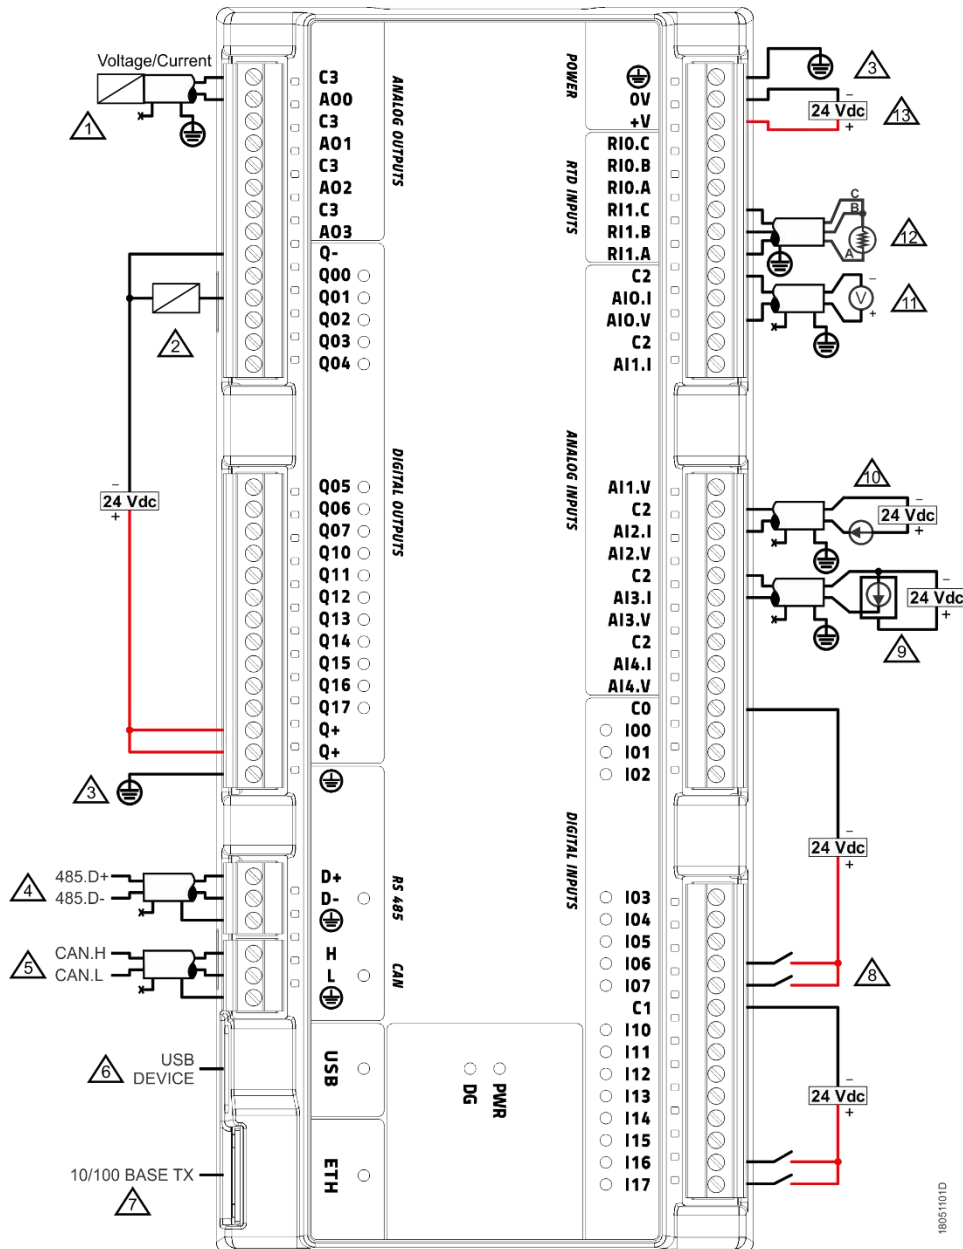 Voltage/Current
1
2
–
24 Vdc
+
3
485.D+
4
485.D-
CAN.H
5
CAN.L
6
USB
DEVICE
10/100 BASE TX
7
C3
AO0
C3
AO1
C3
AO2
C3
AO3
Q-
Q00
Q01
Q02
Q03
Q04
Q05
Q06
Q07
Q10
Q11
Q12
Q13
Q14
Q15
Q16
Q17
Q+
Q+
D+
D-
H
L
USB
ETH
ANALOG OUTPUTS
DIGITAL OUTPUTS
RS 485
CAN
DG
PWR
POWER
RTD INPUTS
ANALOG INPUTS
DIGITAL INPUTS
0V
+V
RI0.C
RI0.B
RI0.A
RI1.C
RI1.B
RI1.A
C2
AI0.I
AI0.V
C2
AI1.I
AI1.V
C2
AI2.I
AI2.V
C2
AI3.I
AI3.V
C2
AI4.I
AI4.V
C0
I00
I01
I02
I03
I04
I05
I06
I07
C1
I10
I11
I12
I13
I14
I15
I16
I17
3
–
24 Vdc
+
13
C
B
A
12
–
V
+
11
10
–
24 Vdc
+
–
24 Vdc
+
9
–
24 Vdc
+
8
–
24 Vdc
+
18051101D